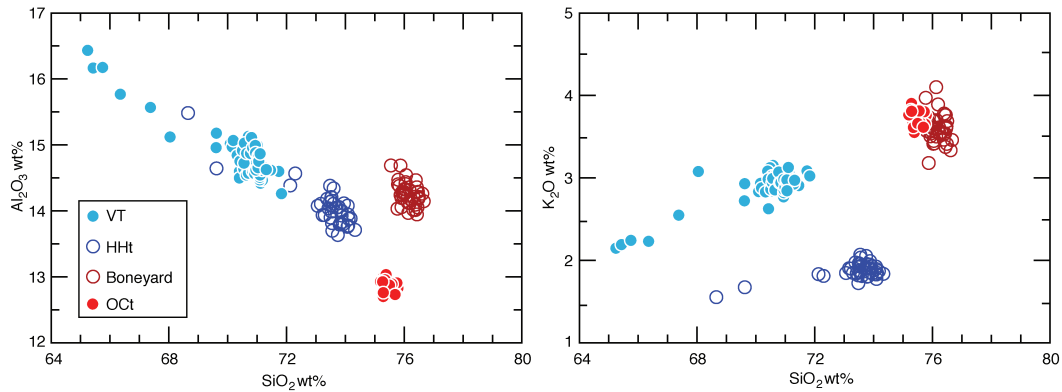 17
16
15
14
13
12
Al₂O₃ wt%
VT
HHt
Boneyard
OCt
64 68 72 76 80
SiO₂ wt%
5
4
3
2
1
K₂O wt%
64 68 72 76 80
SiO₂ wt%